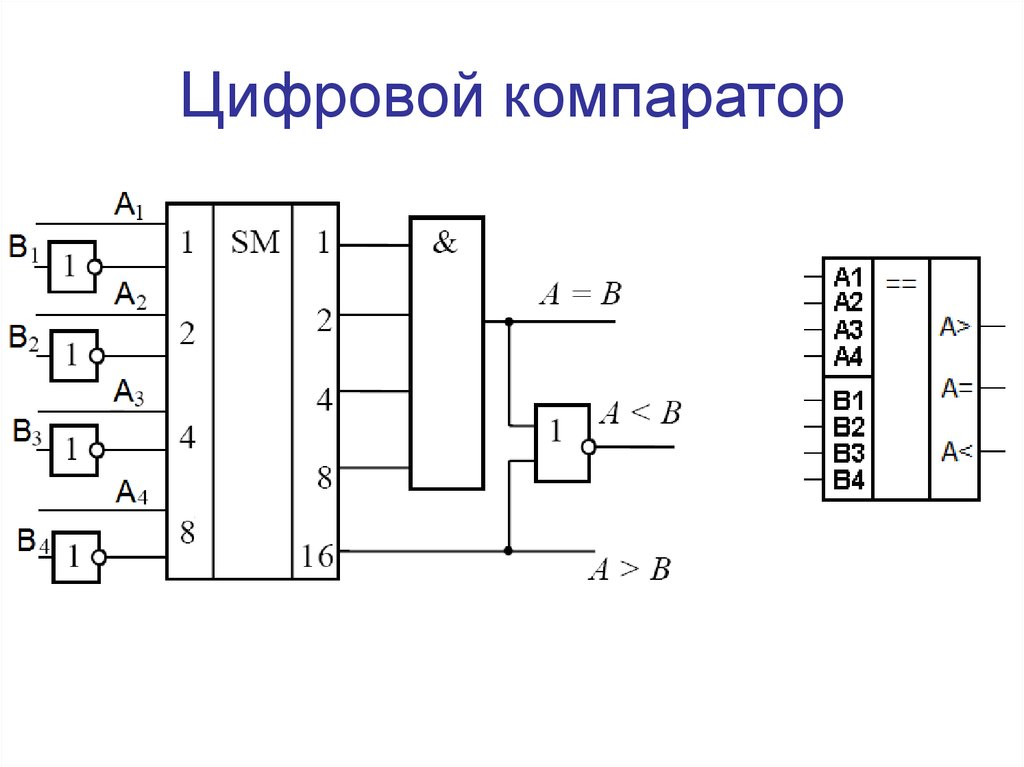 Цифровой компаратор
A1
B1
1
A2
B2
1
A3
B3
1
A4
B4
1
1 SM 1
2 2
4 4
8 8
16
&
A = B
1
A < B
A > B
A1 ==
A2
A3 A>
A4
A=
B1
B2
B3 A<
B4